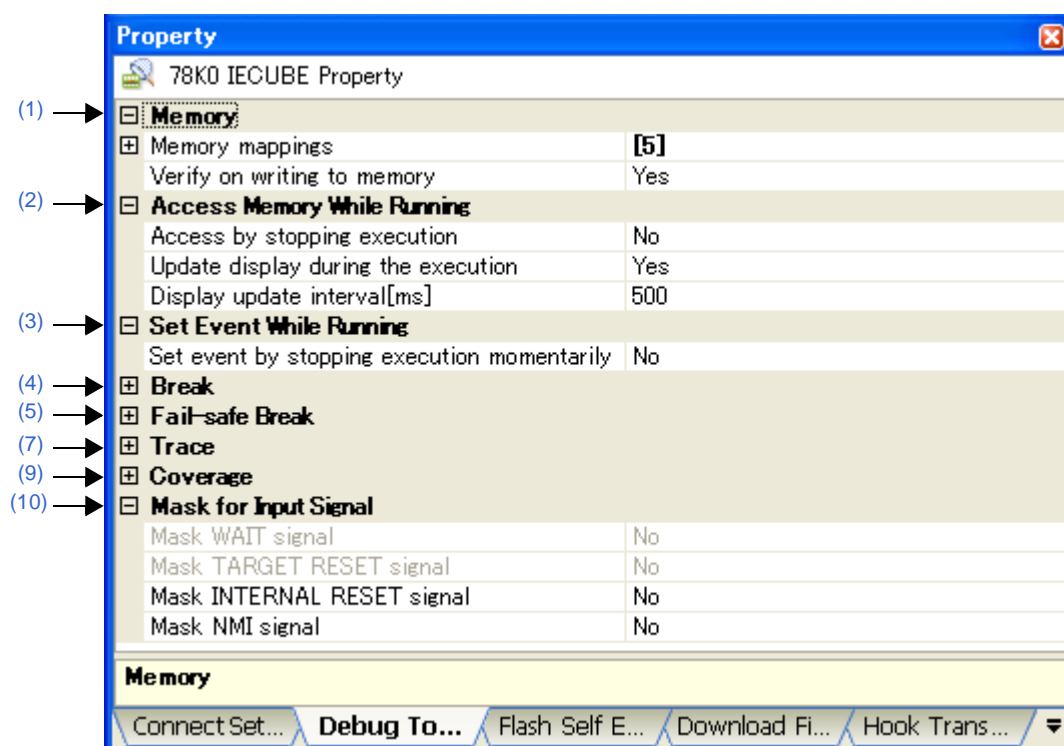 Property
78K0 IECUBE Property
(1) Memory
Memory mappings [5]
Verify on writing to memory Yes
(2) Access Memory While Running
Access by stopping execution No
Update display during the execution Yes
Display update interval[ms] 500
(3) Set Event While Running
Set event by stopping execution momentarily No
(4) Break
(5) Fail-safe Break
(7) Trace
(9) Coverage
(10) Mask for Input Signal
Mask WAIT signal No
Mask TARGET RESET signal No
Mask INTERNAL RESET signal No
Mask NMI signal No
Memory
Connect Set... Debug To... Flash Self E... Download Fi... Hook Trans...